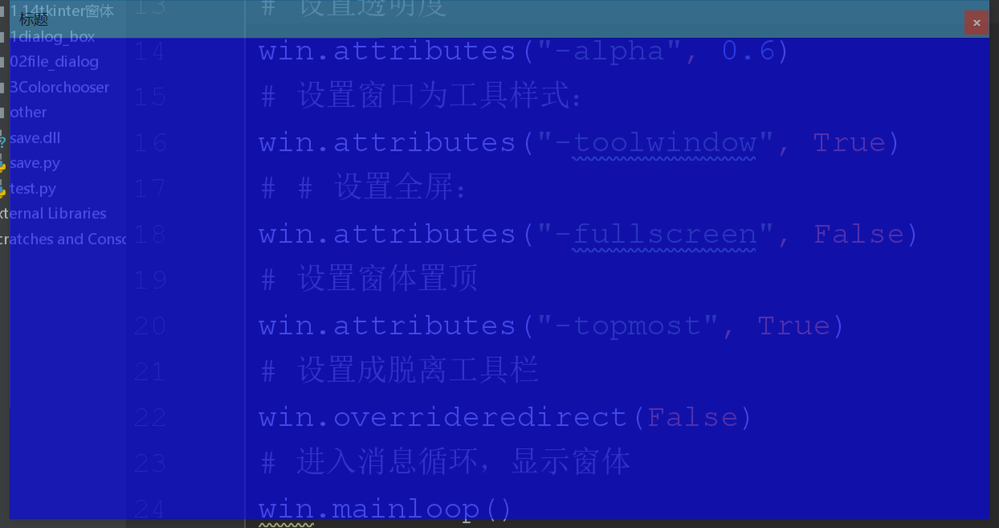 1.14tkinter窗体
标题
1dialog_box
02file_dialog
3Colorchooser
other
save.dll
save.py
test.py
xternal Libraries
cratches and Consc
13 # 设置透明度
14 win.attributes("-alpha", 0.6)
15 # 设置窗口为工具样式:
16 win.attributes("-toolwindow", True)
17 # # 设置全屏:
18 win.attributes("-fullscreen", False)
19 # 设置窗体置顶
20 win.attributes("-topmost", True)
21 # 设置成脱离工具栏
22 win.overrideredirect(False)
23 # 进入消息循环，显示窗体
24 win.mainloop()